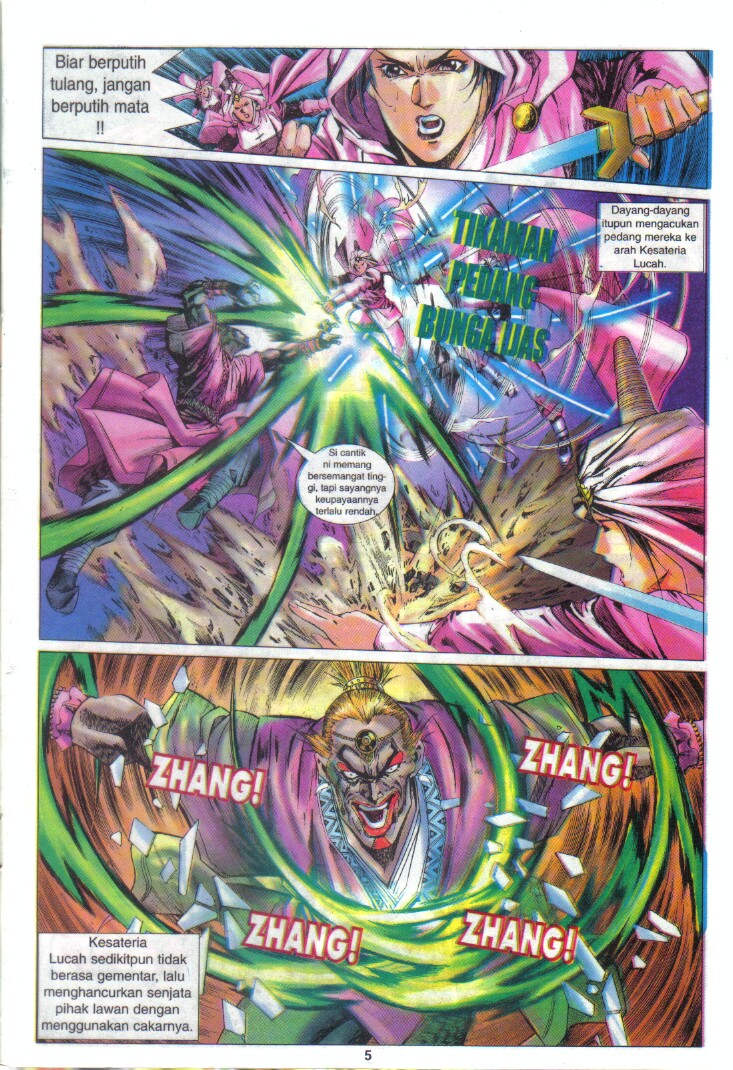 Biar berputih
tulang, jangan
berputih mata
!!
Dayang-dayang
itupun mengacukan
pedang mereka ke
arah Kesateria
Lucah.
TIKAMAN
PEDANG
BUNGA IJAS
Si cantik
ni memang
bersemangat ting-
gi, tapi sayangnya
keupayaannya
terlalu rendah.
ZHANG!
ZHANG!
ZHANG!
ZHANG!
Kesateria
Lucah sedikitpun tidak
berasa gementar, lalu
menghancurkan senjata
pihak lawan dengan
menggunakan cakarnya.
5